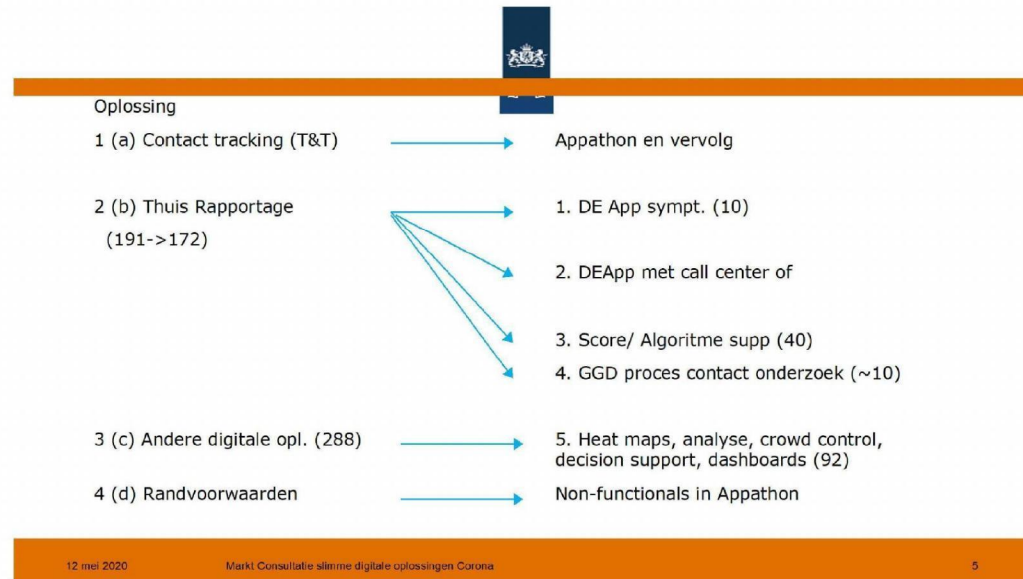 Oplossing
1 (a) Contact tracking (T&T)
Appathon en vervolg
2 (b) Thuis Rapportage
(191->172)
1. DE App sympt. (10)
2. DEApp met call center of
3. Score/ Algoritme supp (40)
4. GGD proces contact onderzoek (~10)
3 (c) Andere digitale opl. (288)
5. Heat maps, analyse, crowd control,
decision support, dashboards (92)
4 (d) Randvoorwaarden
Non-functionals in Appathon
12 mei 2020
Markt Consultatie slimme digitale oplossingen Corona
5